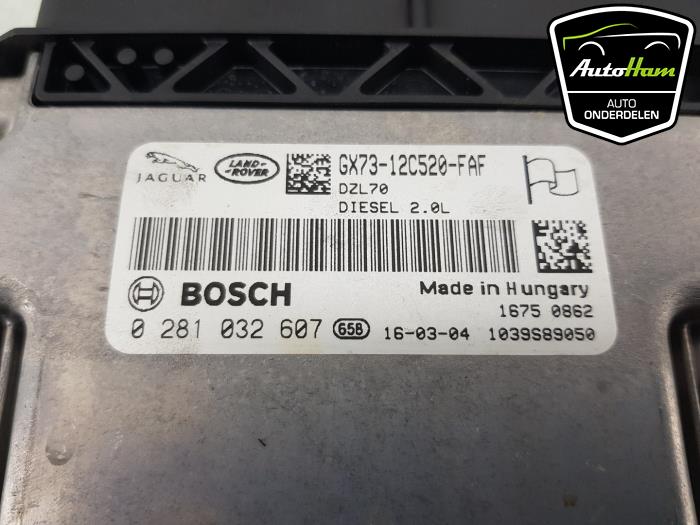 AutoHam
AUTO
ONDERDELEN
JAGUAR
LAND-
-ROVER
GX73-12C520-FAF
DZL70
DIESEL 2.0L
BOSCH
Made in Hungary
1675 0862
0 281 032 607 65B 16-03-04 1039S89050